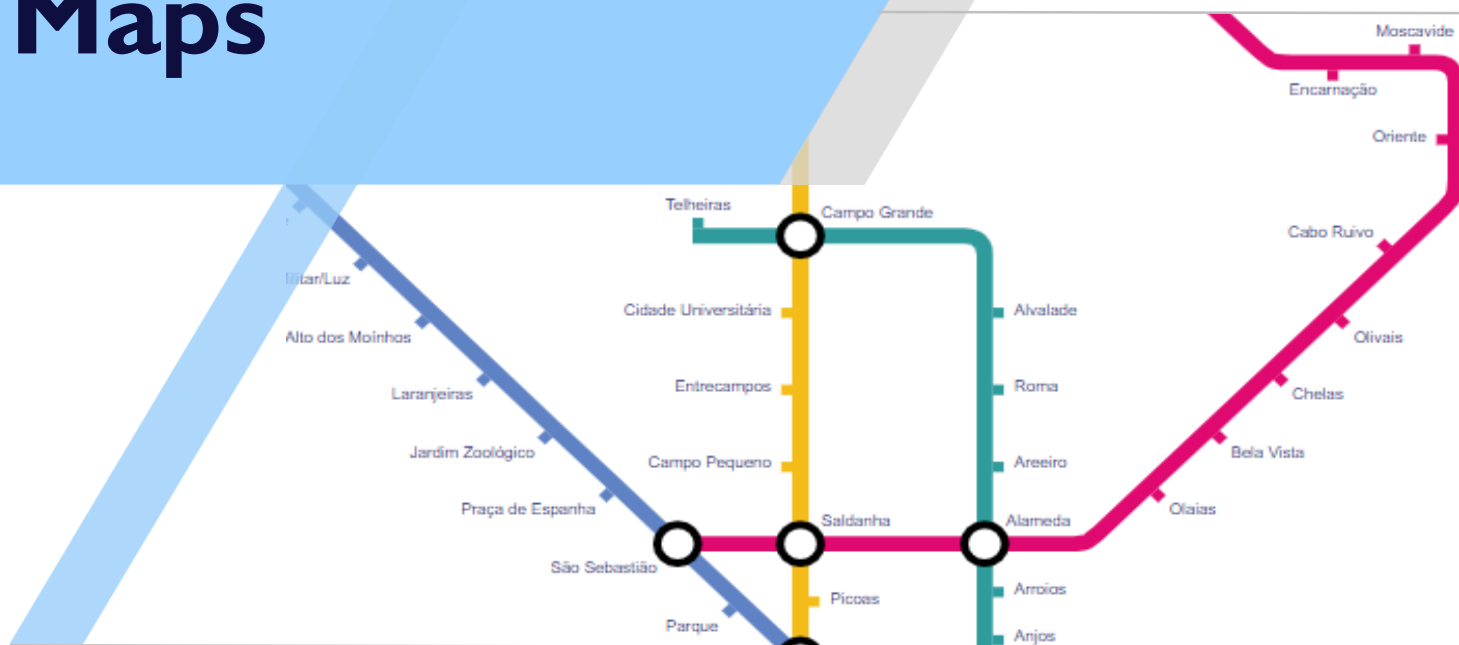 Maps
Moscavide
Encarnação
Oriente
Telheiras
Campo Grande
Cabo Ruivo
Alto dos Moínhos
Cidade Universitária
Alvalade
Olivais
Laranjeiras
Entrecampos
Roma
Chelas
Jardim Zoológico
Campo Pequeno
Areeiro
Bela Vista
Praça de Espanha
Saldanha
Alameda
Olaias
São Sebastião
Picoas
Arroios
Parque
Anjos